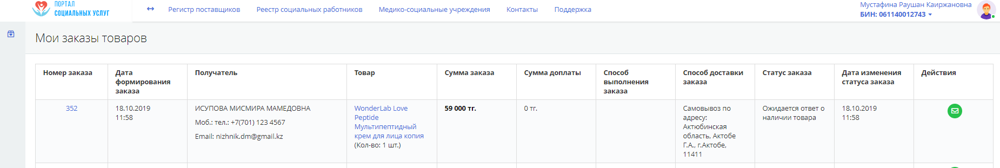 ПОРТАЛ
СОЦИАЛЬНЫХ УСЛУГ
Регистр поставщиков
Реестр социальных работников
Медико-социальные учреждения
Контакты
Поддержка
Мустафина Раушан Каиржановна
БИН: 061140012743
Мои заказы товаров
Номер заказа
Дата
формирования
заказа
Получатель
Товар
Сумма заказа
Сумма доплаты
Способ
выполнения
заказа
Способ доставки
заказа
Статус заказа
Дата изменения
статуса заказа
Действия
352
18.10.2019
11:58
ИСУПОВА МИСМИРА МАМЕДОВНА
Моб.: тел.: +7(701) 123 4567
Email: nizhnik.dm@gmail.kz
WonderLab Love
Peptide
Мультипептидный
крем для лица копия
(Кол-во: 1 шт.)
59 000 тг.
0 тг.
Самовывоз по
адресу:
Актюбинская
область, Актобе
Г.А., г.Актобе,
11411
Ожидается ответ о
наличии товара
18.10.2019
11:58